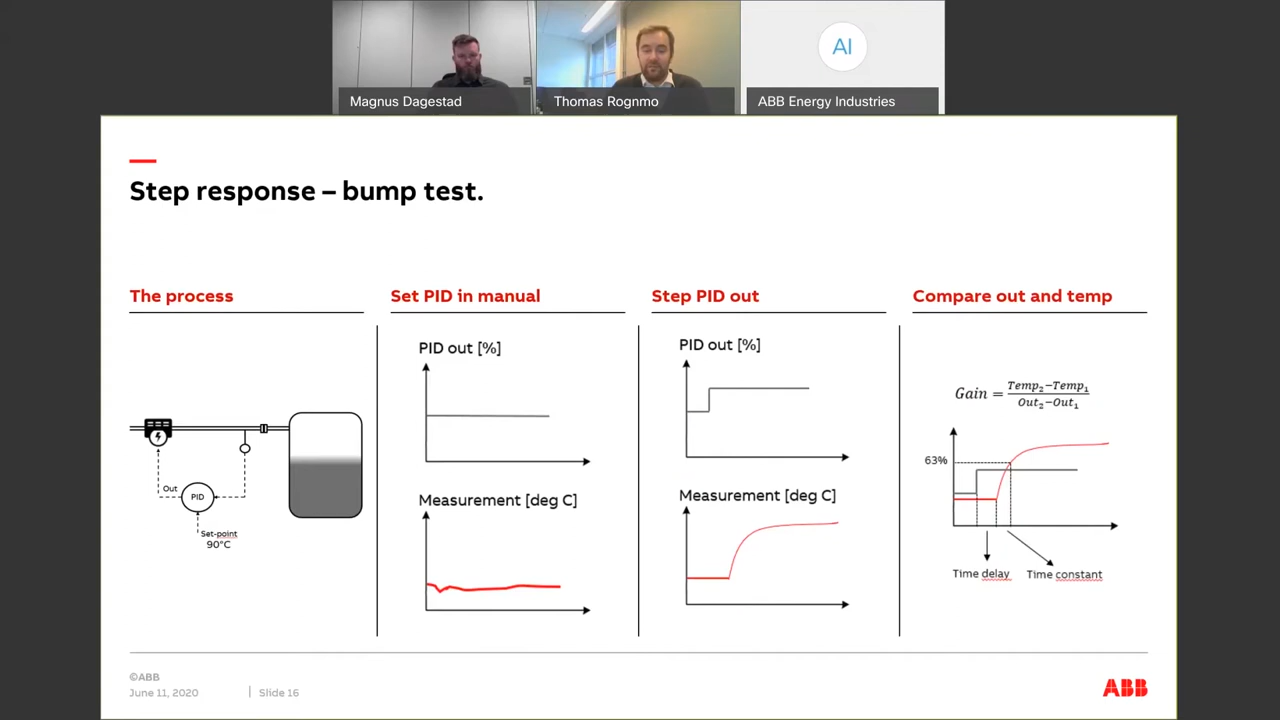 Magnus Dagestad
Thomas Rognmo
AI
ABB Energy Industries
Step response – bump test.
The process
Out
PID
Set-point
90°C
Set PID in manual
PID out [%]
Measurement [deg C]
Step PID out
PID out [%]
Measurement [deg C]
Compare out and temp
Gain = (Temp₂−Temp₁)/(Out₂−Out₁)
63%
Time delay
Time constant
©ABB
June 11, 2020 | Slide 16
ABB